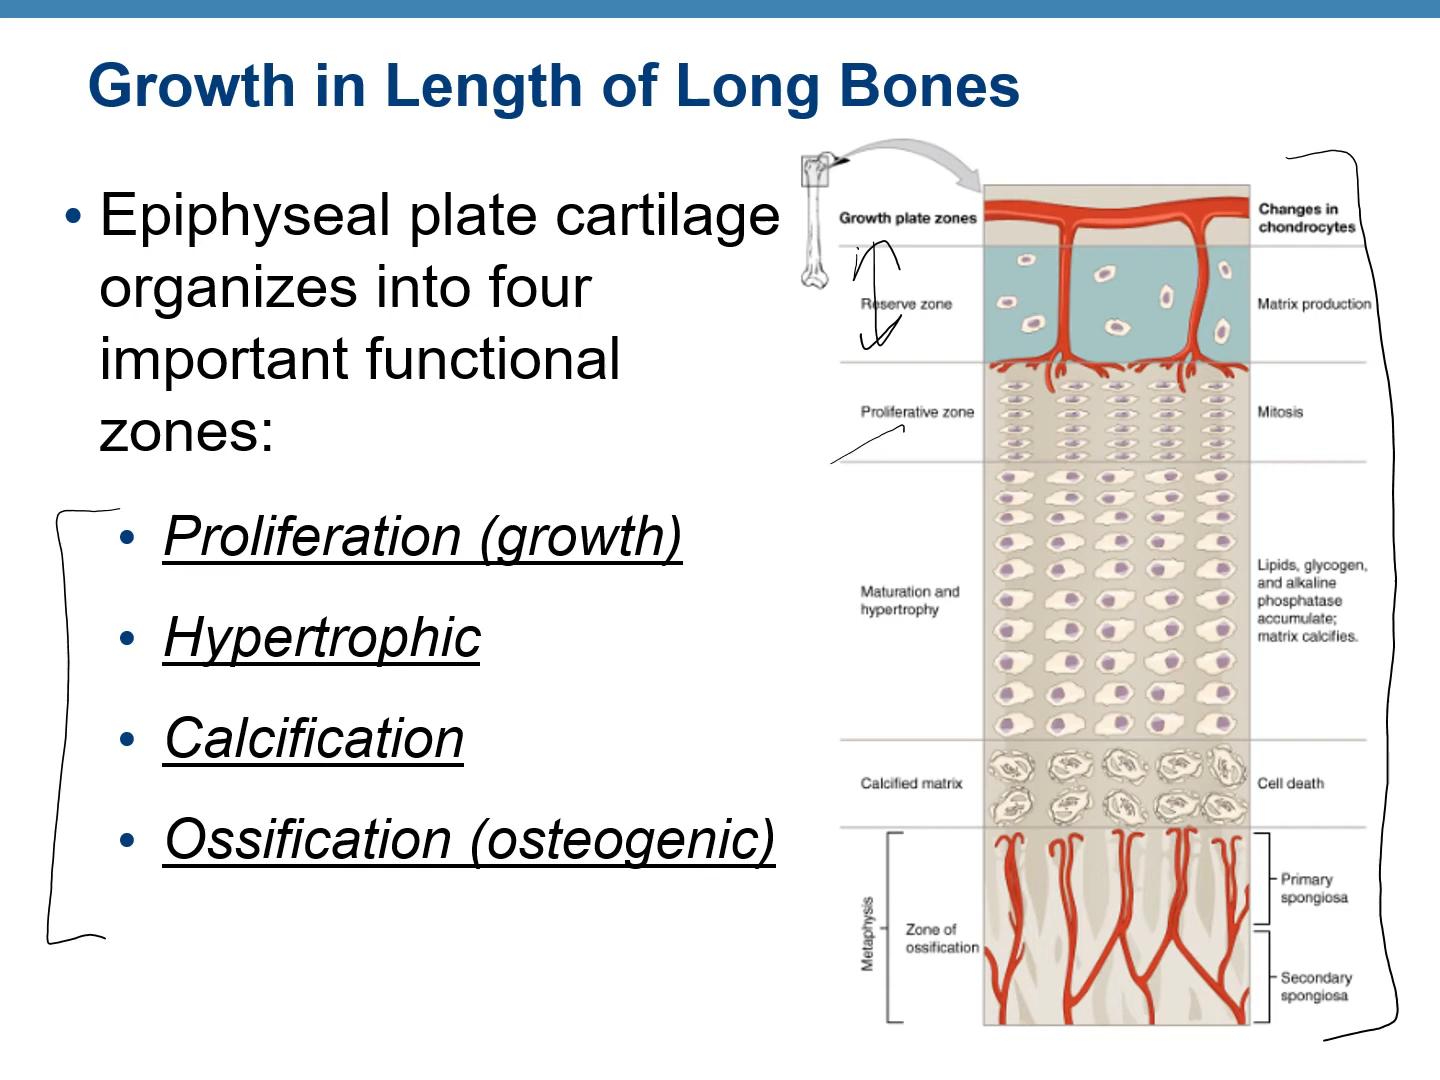 Growth in Length of Long Bones
• Epiphyseal plate cartilage
organizes into four
important functional
zones:
• Proliferation (growth)
• Hypertrophic
• Calcification
• Ossification (osteogenic)
Growth plate zones
Changes in
chondrocytes
Reserve zone
Matrix production
Proliferative zone
Mitosis
Maturation and
hypertrophy
Lipids, glycogen,
and alkaline
phosphatase
accumulate;
matrix calcifies.
Calcified matrix
Cell death
Metaphysis
Zone of
ossification
Primary
spongiosa
Secondary
spongiosa